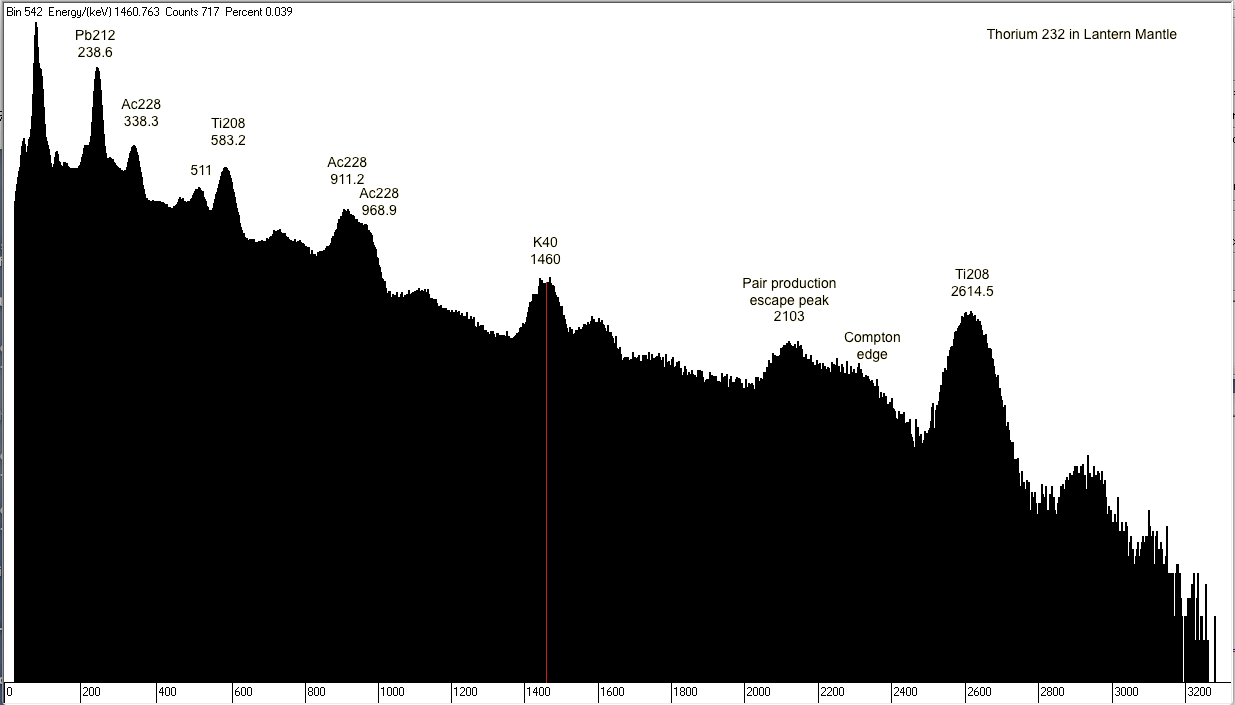 Bin 542 Energy/(keV) 1460.763 Counts 717 Percent 0.039
Thorium 232 in Lantern Mantle
Pb212
238.6
Ac228
338.3
Ti208
583.2
511
Ac228
911.2
Ac228
968.9
K40
1460
Pair production
escape peak
2103
Compton
edge
Ti208
2614.5
0 200 400 600 800 1000 1200 1400 1600 1800 2000 2200 2400 2600 2800 3000 3200